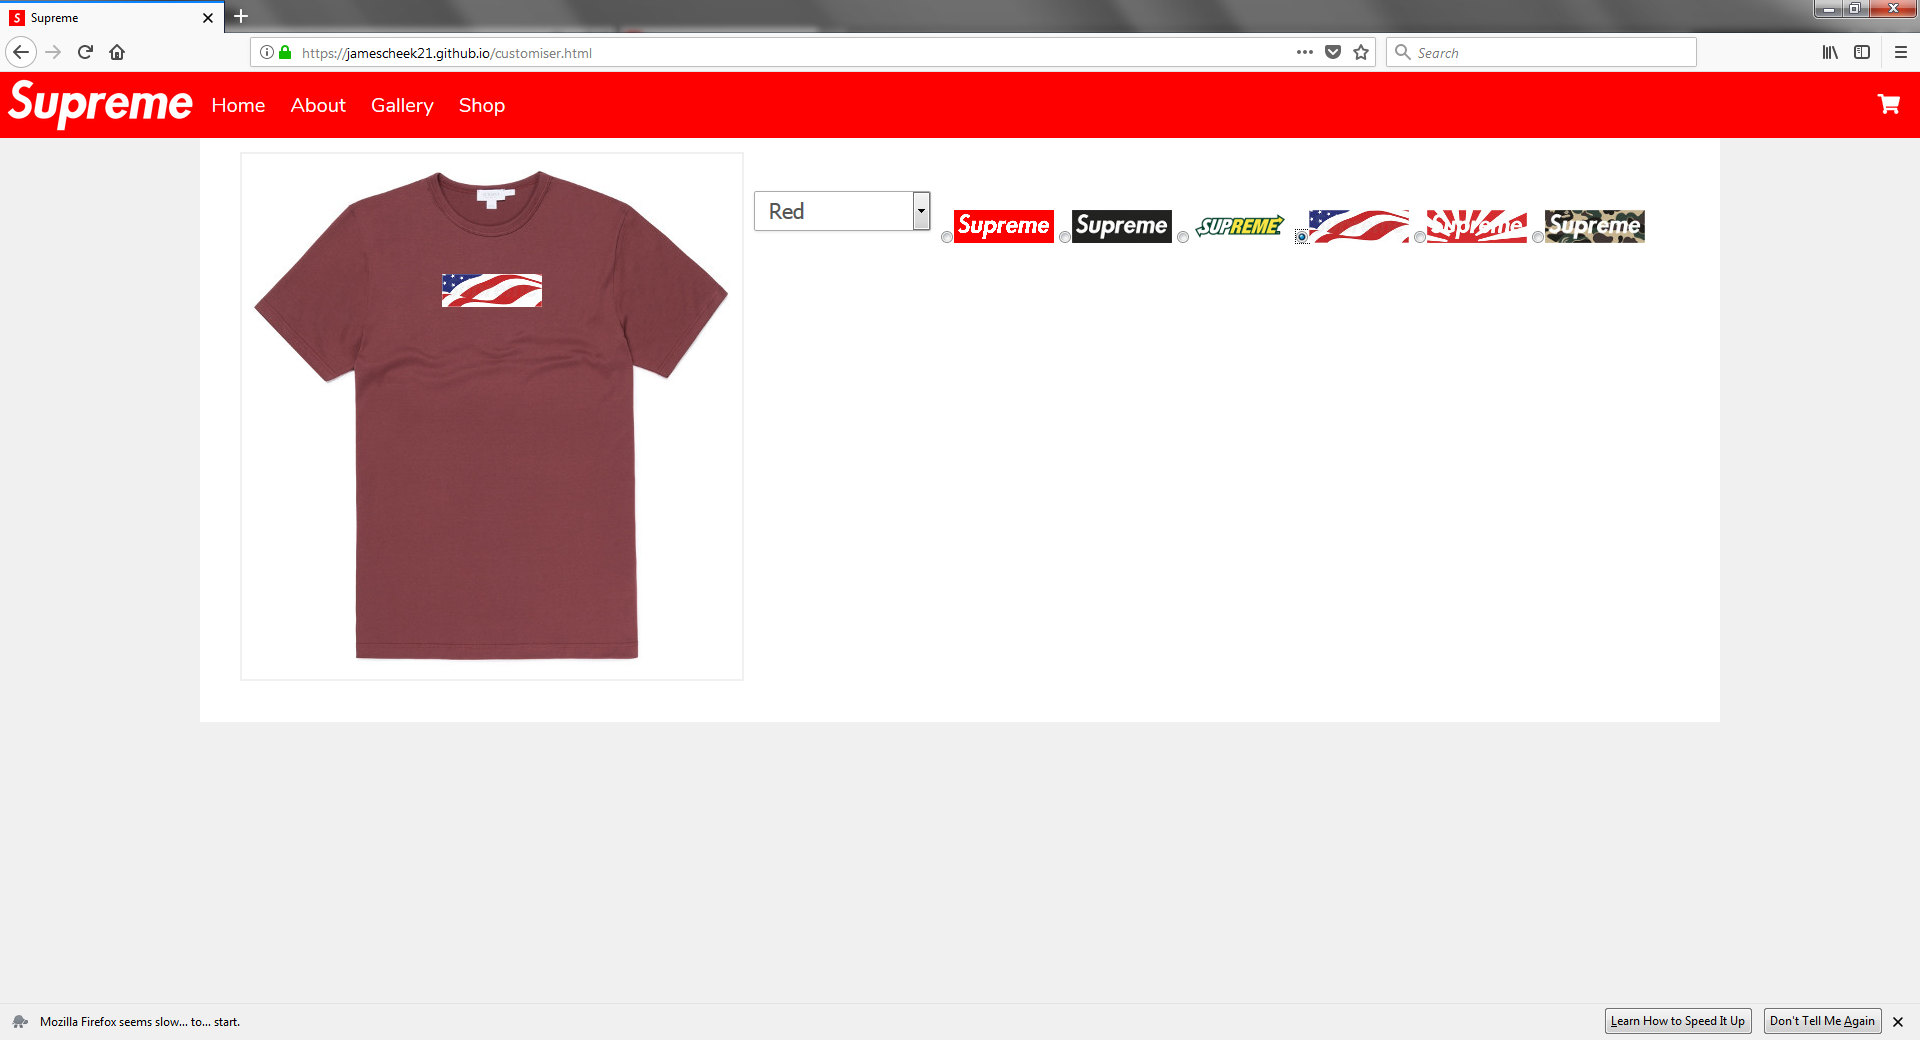 Supreme
https://jamescheek21.github.io/customiser.html
Search
Supreme Home About Gallery Shop
Red
Supreme Supreme SUPREME Supreme Supreme
Mozilla Firefox seems slow... to... start.
Learn How to Speed It Up Don't Tell Me Again